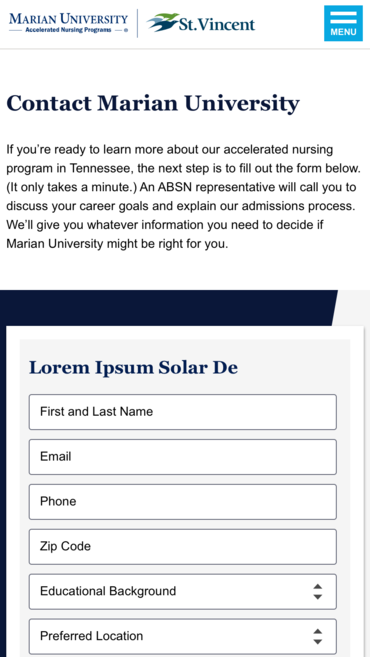 MARIAN UNIVERSITY
Accelerated Nursing Programs
St.Vincent
MENU
Contact Marian University
If you’re ready to learn more about our accelerated nursing
program in Tennessee, the next step is to fill out the form below.
(It only takes a minute.) An ABSN representative will call you to
discuss your career goals and explain our admissions process.
We’ll give you whatever information you need to decide if
Marian University might be right for you.
Lorem Ipsum Solar De
First and Last Name
Email
Phone
Zip Code
Educational Background
Preferred Location